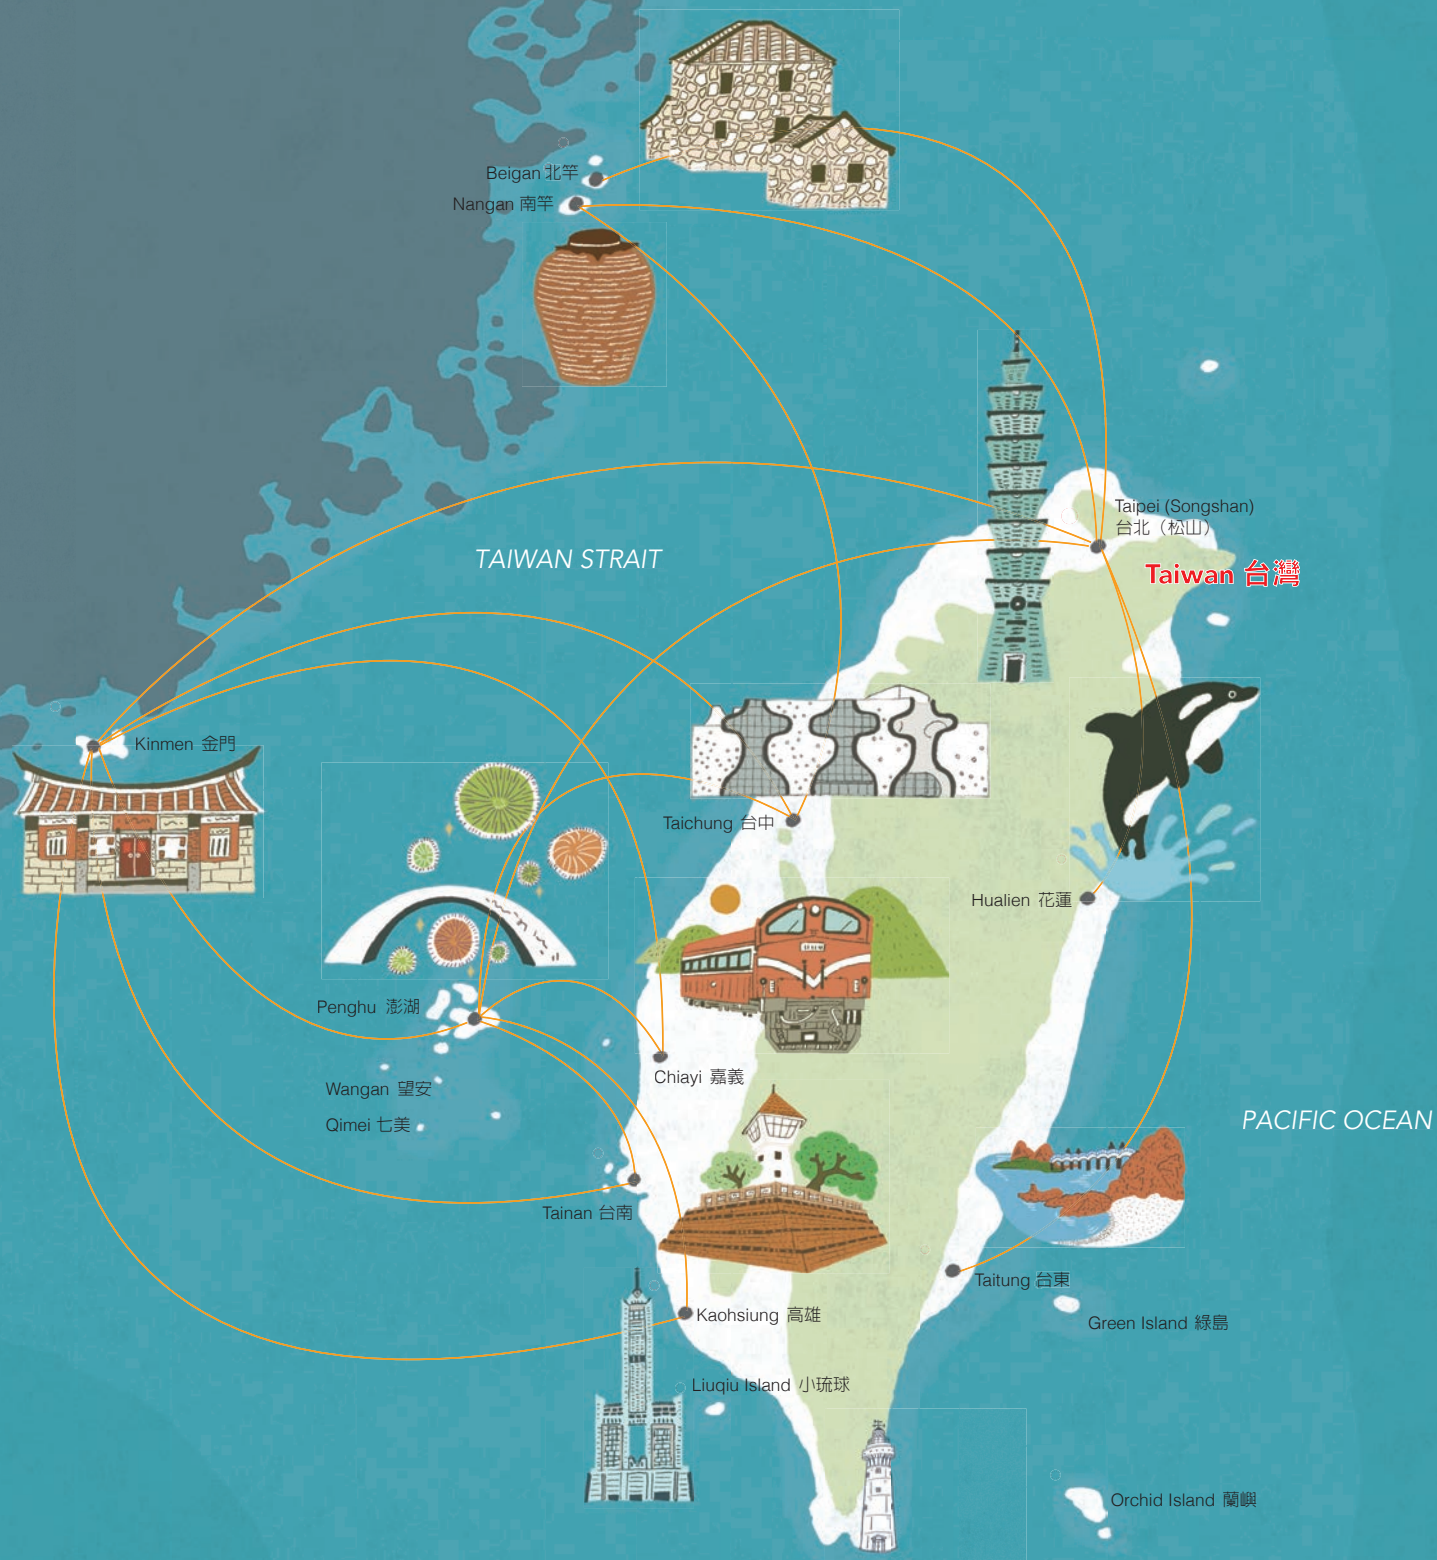 Beigan 北竿
Nangan 南竿
Taipei (Songshan)
台北（松山）
TAIWAN STRAIT
Taiwan 台灣
Kinmen 金門
Taichung 台中
Hualien 花蓮
Penghu 澎湖
Chiayi 嘉義
Wangan 望安
Qimei 七美
PACIFIC OCEAN
Tainan 台南
Taitung 台東
Kaohsiung 高雄
Green Island 綠島
Liuqiu Island 小琉球
Orchid Island 蘭嶼